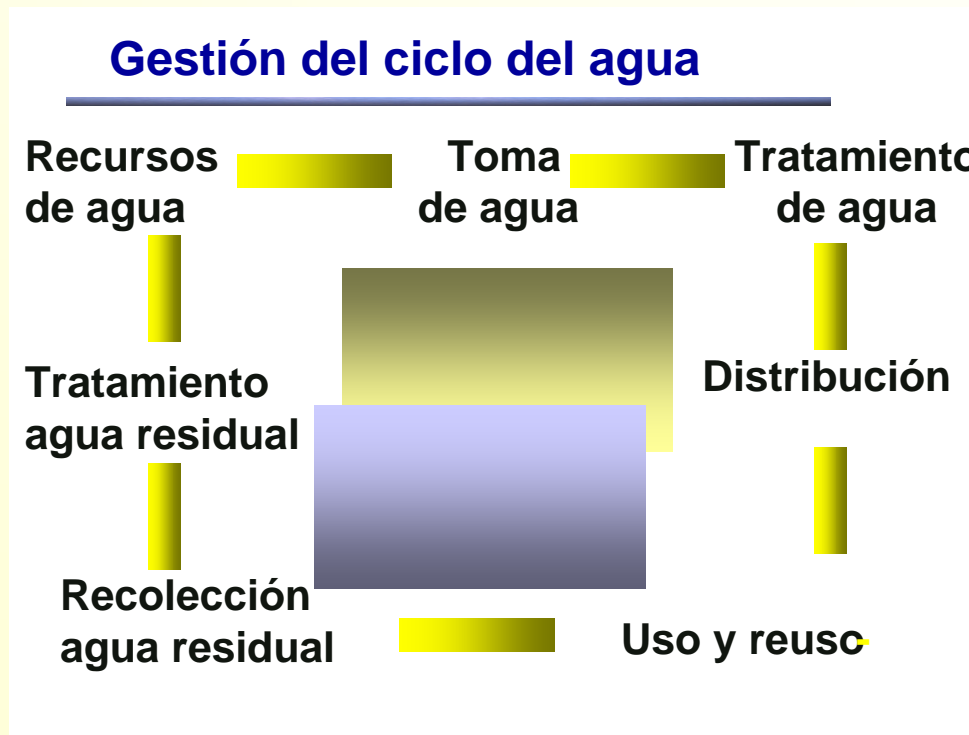 Gestión del ciclo del agua
Recursos
de agua
Toma
de agua
Tratamiento
de agua
Distribución
Uso y reuso
Recolección
agua residual
Tratamiento
agua residual